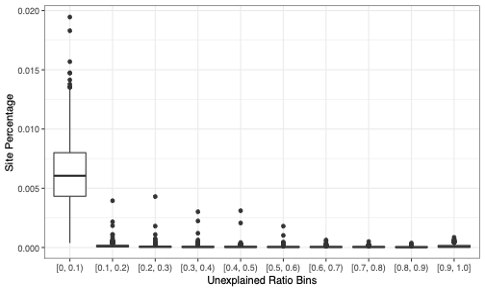 0.020
0.015
0.010
0.005
0.000
Site Percentage
[0, 0.1) [0.1, 0.2) [0.2, 0.3) [0.3, 0.4) [0.4, 0.5) [0.5, 0.6) [0.6, 0.7) [0.7, 0.8) [0.8, 0.9) [0.9, 1.0]
Unexplained Ratio Bins